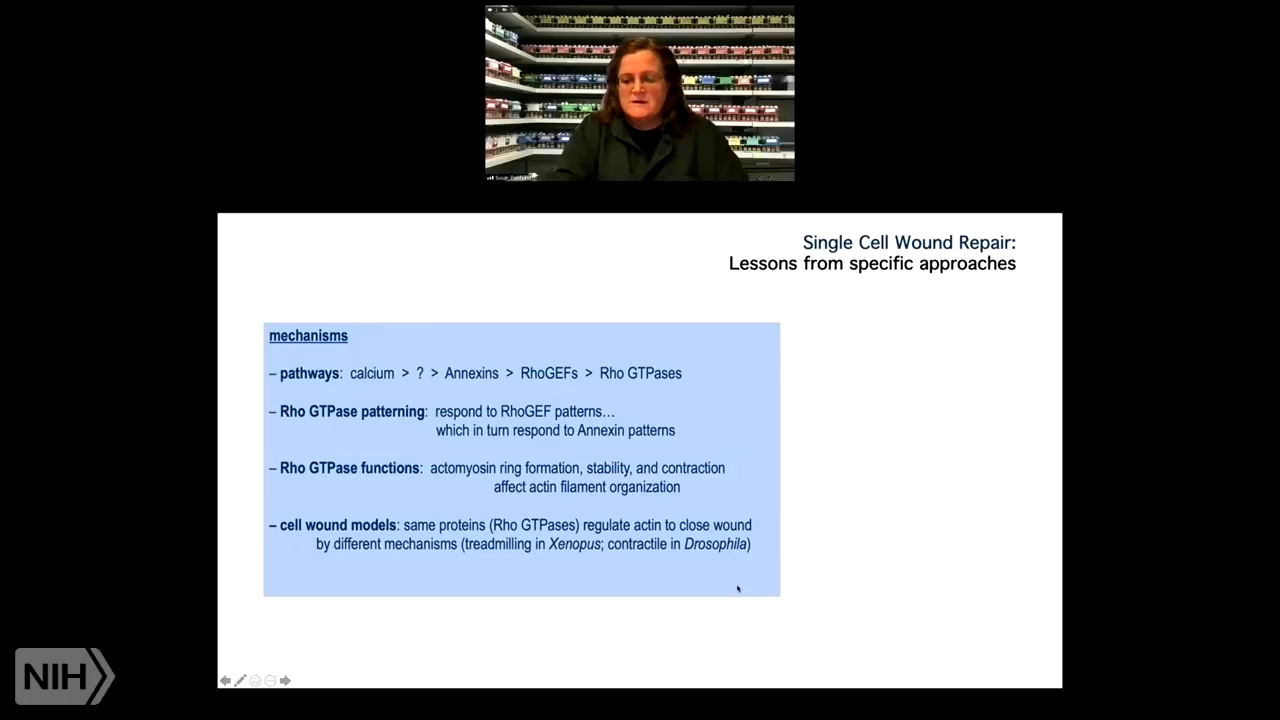 Susan Parkhurst
Single Cell Wound Repair:
Lessons from specific approaches
mechanisms
– pathways: calcium > ? > Annexins > RhoGEFs > Rho GTPases
– Rho GTPase patterning: respond to RhoGEF patterns…
which in turn respond to Annexin patterns
– Rho GTPase functions: actomyosin ring formation, stability, and contraction
affect actin filament organization
– cell wound models: same proteins (Rho GTPases) regulate actin to close wound
by different mechanisms (treadmilling in Xenopus; contractile in Drosophila)
NIH